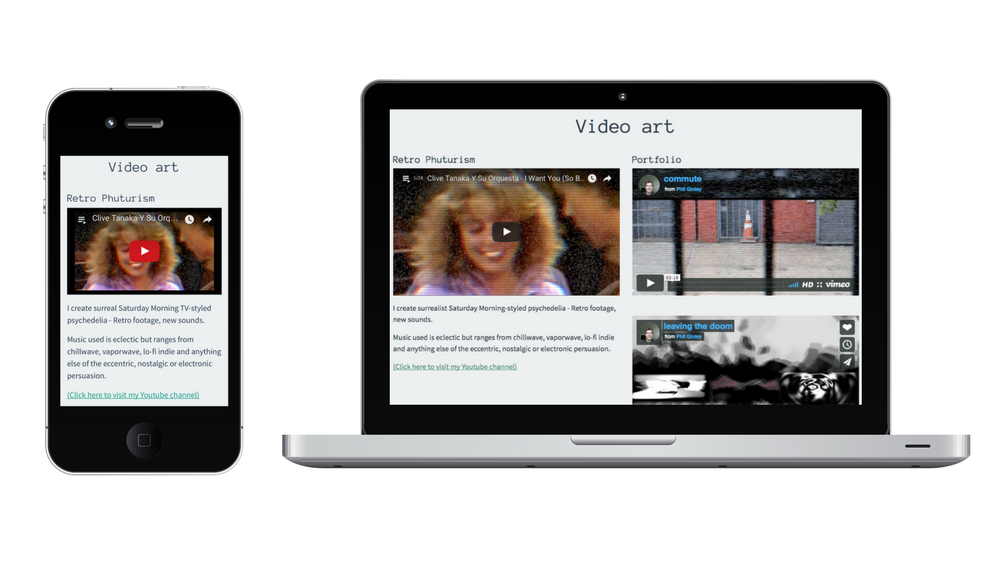 Video art
Retro Phuturism
Clive Tanaka Y Su Orq...
I create surreal Saturday Morning TV-styled
psychedelia - Retro footage, new sounds.
Music used is eclectic but ranges from
chillwave, vaporwave, lo-fi indie and anything
else of the eccentric, nostalgic or electronic
persuasion.
(Click here to visit my Youtube channel)
Video art
Retro Phuturism
1/25 Clive Tanaka Y Su Orquesta - I Want You (So B...
I create surrealist Saturday Morning-styled psychedelia - Retro footage,
new sounds.
Music used is eclectic but ranges from chillwave, vaporwave, lo-fi indie
and anything else of the eccentric, nostalgic or electronic persuasion.
(Click here to visit my Youtube channel)
Portfolio
commute
from Phil Ginley
HD vimeo
leaving the doom
from Phil Ginley